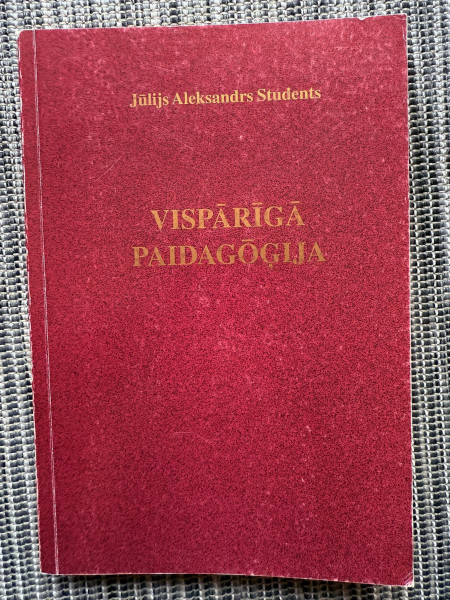 Jūlijs Aleksandrs Students
VISPĀRĪGĀ
PAIDAGŌĢIJA